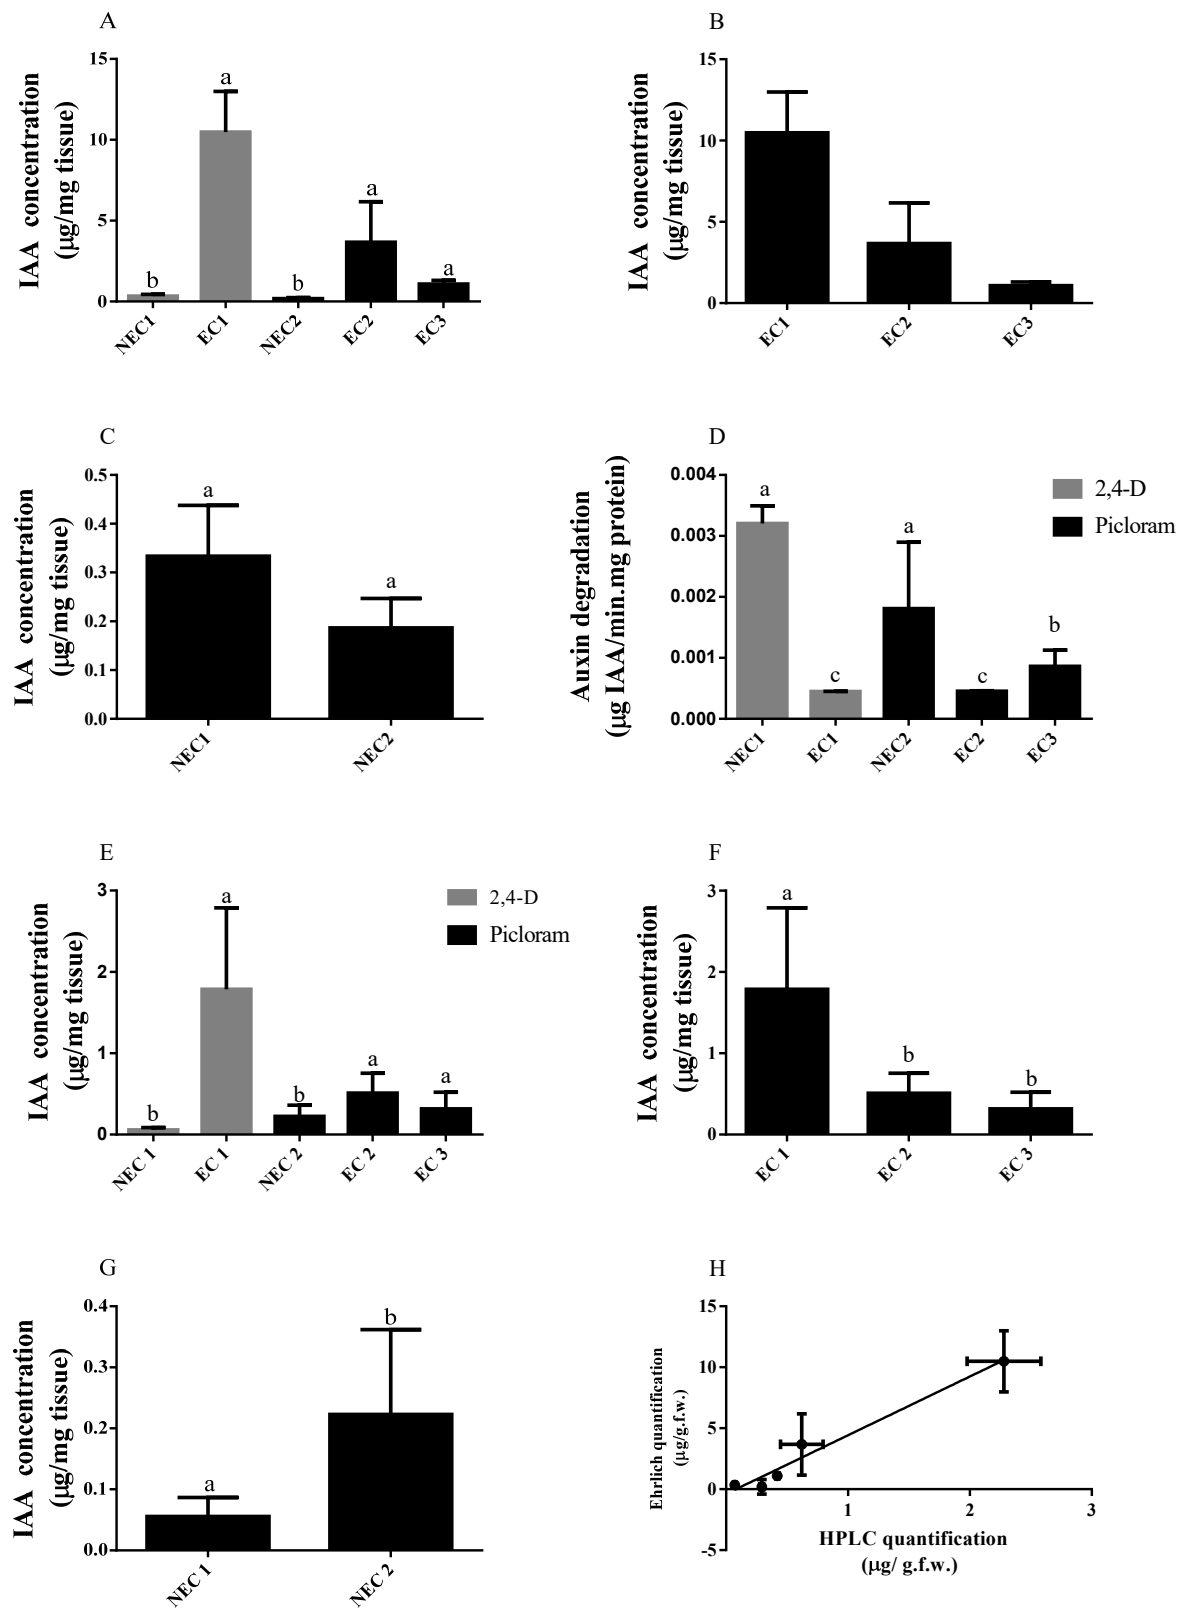 A
IAA concentration
(µg/mg tissue)
15
10
5
0
b
a
b
a
a
NEC1
EC1
NEC2
EC2
EC3
B
IAA concentration
(µg/mg tissue)
15
10
5
0
EC1
EC2
EC3
C
IAA concentration
(µg/mg tissue)
0.5
0.4
0.3
0.2
0.1
0.0
a
a
NEC1
NEC2
D
Auxin degradation
(µg IAA/min.mg protein)
0.004
0.003
0.002
0.001
0.000
a
c
a
c
b
NEC1
EC1
NEC2
EC2
EC3
2,4-D
Picloram
E
IAA concentration
(µg/mg tissue)
3
2
1
0
b
a
b
a
a
NEC 1
EC 1
NEC 2
EC 2
EC 3
2,4-D
Picloram
F
IAA concentration
(µg/mg tissue)
3
2
1
0
a
b
b
EC 1
EC 2
EC 3
G
IAA concentration
(µg/mg tissue)
0.4
0.3
0.2
0.1
0.0
a
b
NEC 1
NEC 2
H
Ehrlich quantification
(µg/g.f.w.)
15
10
5
0
-5
1
2
3
HPLC quantification
(µg/ g.f.w.)